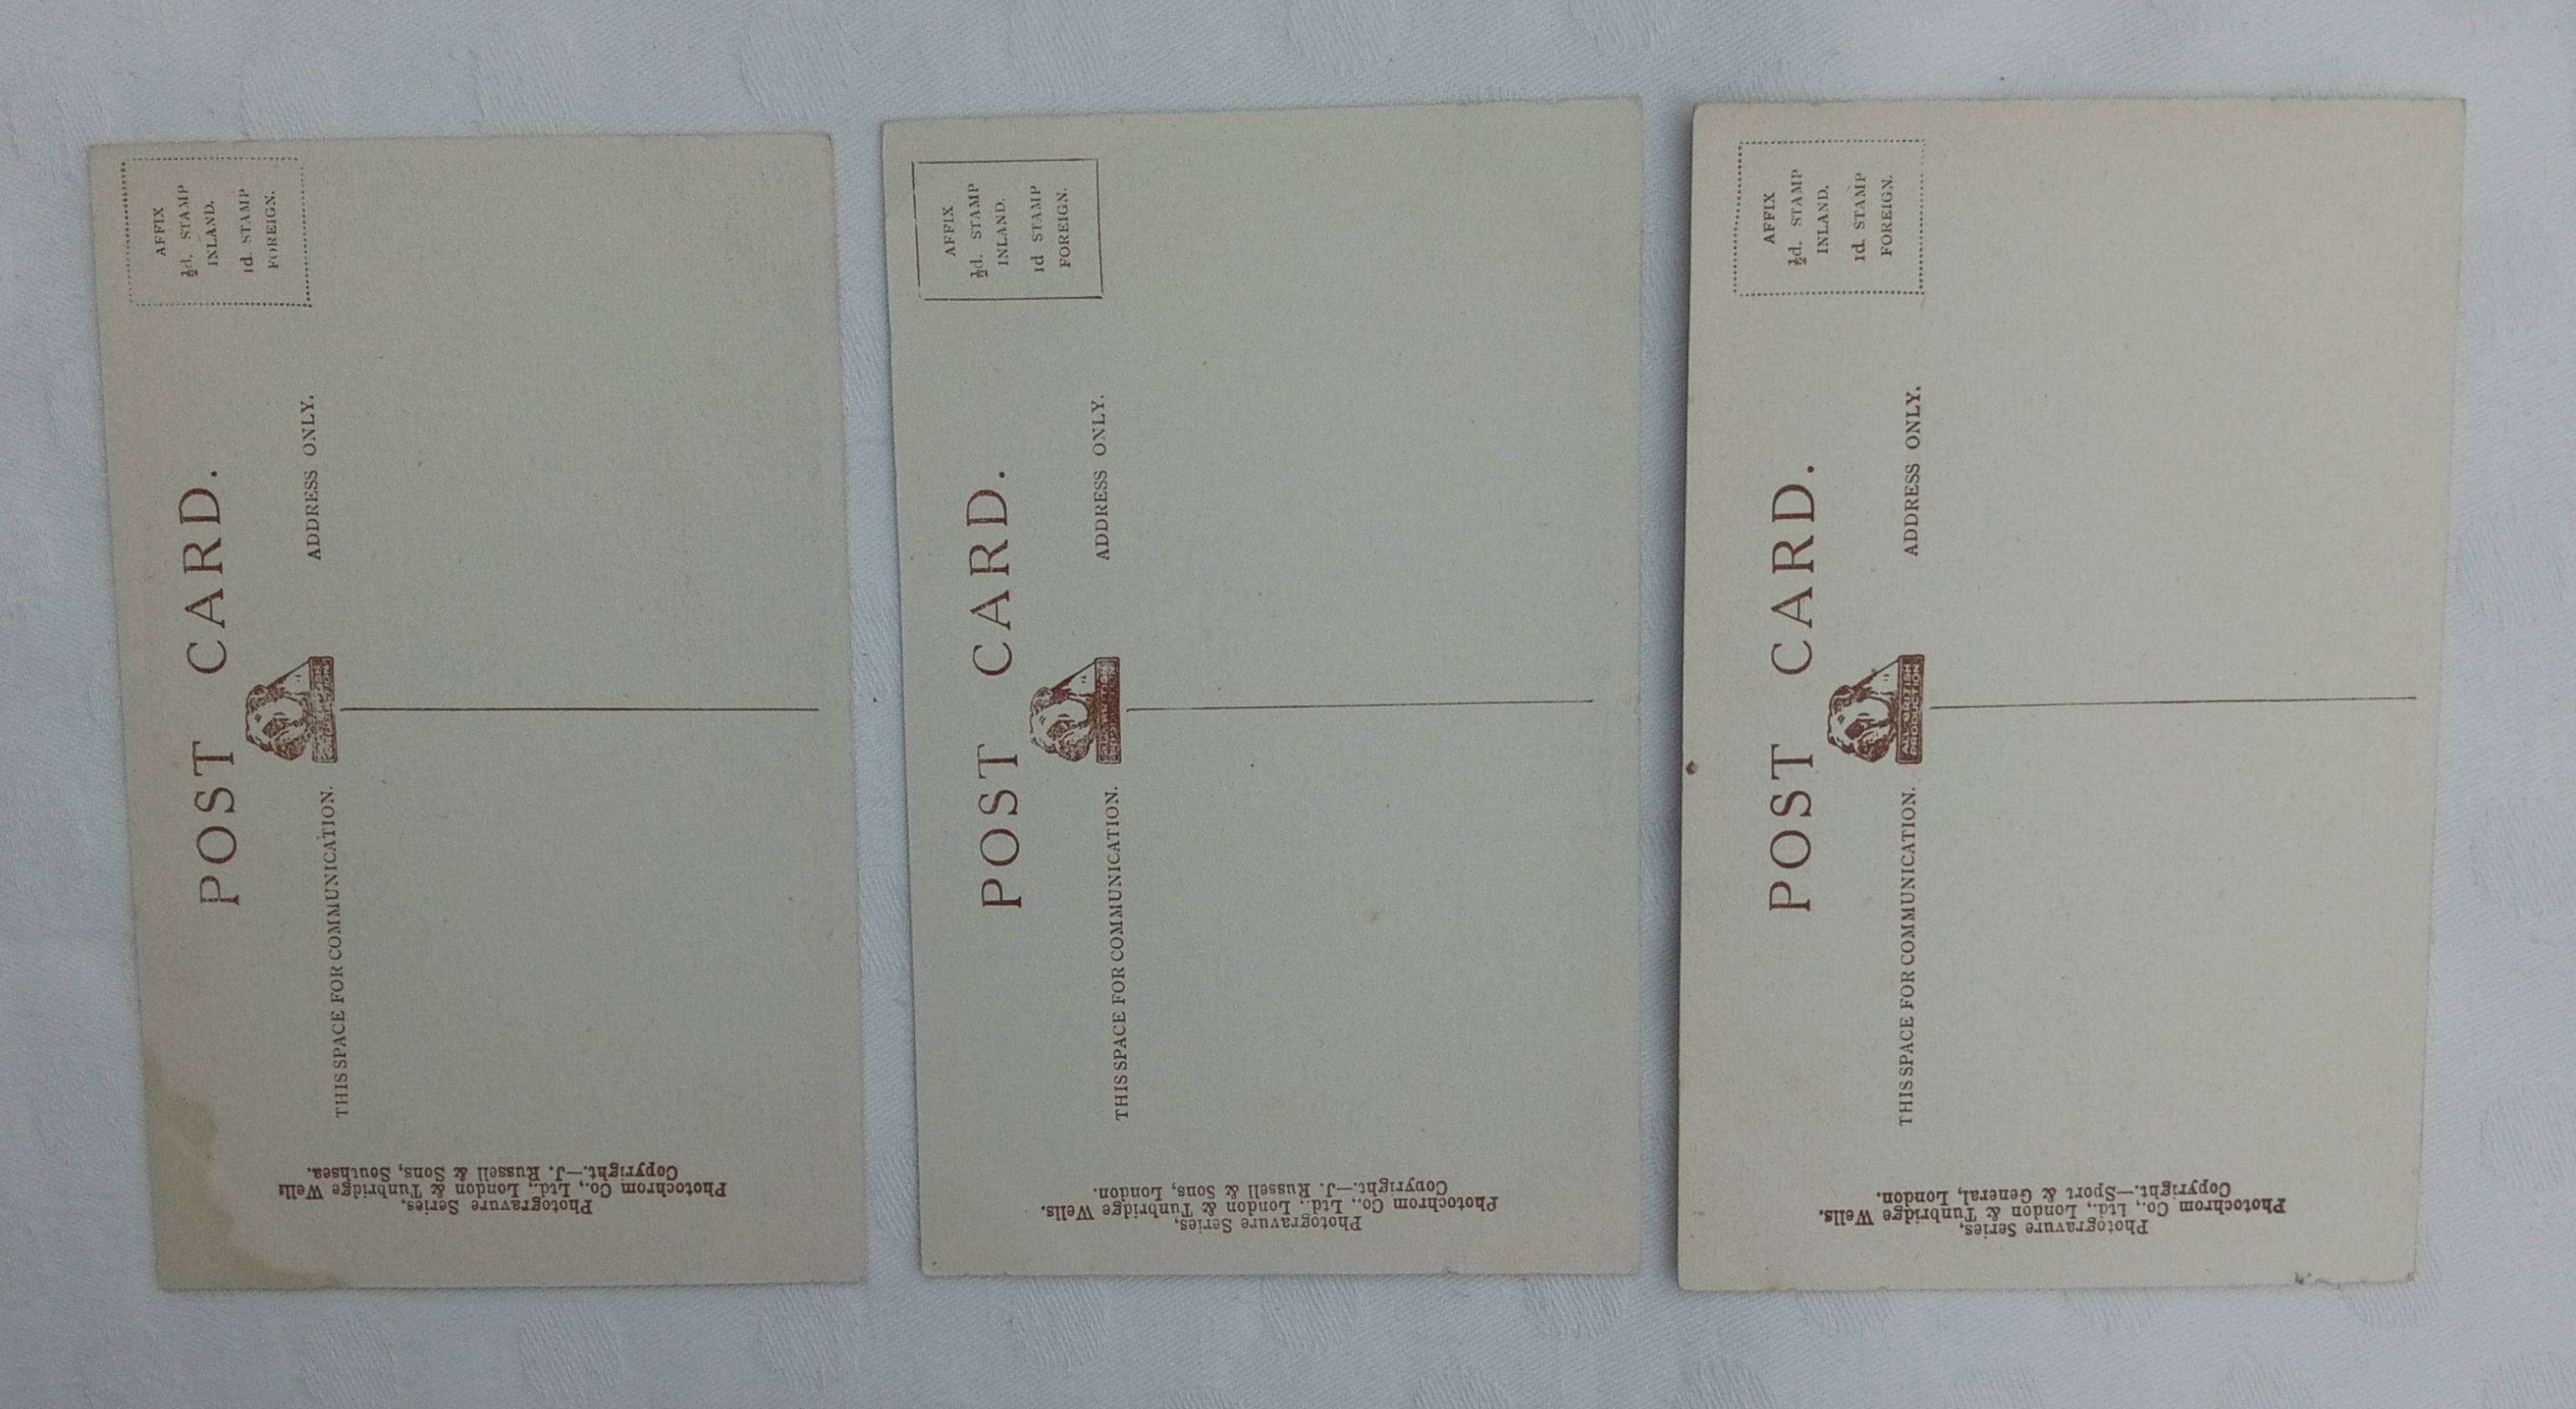 POST CARD.
AFFIX
½d. STAMP
INLAND.
1d. STAMP
FOREIGN.
THIS SPACE FOR COMMUNICATION.
ADDRESS ONLY.
Photogravure Series,
Photochrom Co., Ltd., London & Tunbridge Wells
Copyright.—J. Russell & Sons, Southsea.
POST CARD.
AFFIX
½d. STAMP
INLAND.
1d STAMP
FOREIGN.
THIS SPACE FOR COMMUNICATION.
ADDRESS ONLY.
Photogravure Series,
Photochrom Co., Ltd., London & Tunbridge Wells.
Copyright.—J. Russell & Sons, London.
POST CARD.
AFFIX
½d. STAMP
INLAND.
1d. STAMP
FOREIGN.
ALL BRITISH
PRODUCTION
THIS SPACE FOR COMMUNICATION.
ADDRESS ONLY.
Photogravure Series,
Photochrom Co., Ltd., London & Tunbridge Wells.
Copyright.—Sport & General, London.